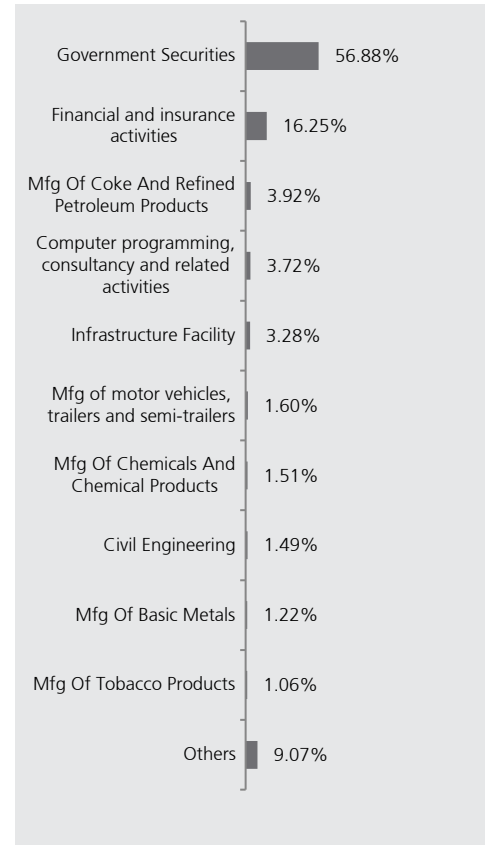 Government Securities 56.88%
Financial and insurance
activities
16.25%
Mfg Of Coke And Refined
Petroleum Products
3.92%
Computer programming,
consultancy and related
activities
3.72%
Infrastructure Facility 3.28%
Mfg of motor vehicles,
trailers and semi-trailers
1.60%
Mfg Of Chemicals And
Chemical Products
1.51%
Civil Engineering 1.49%
Mfg Of Basic Metals 1.22%
Mfg Of Tobacco Products 1.06%
Others 9.07%